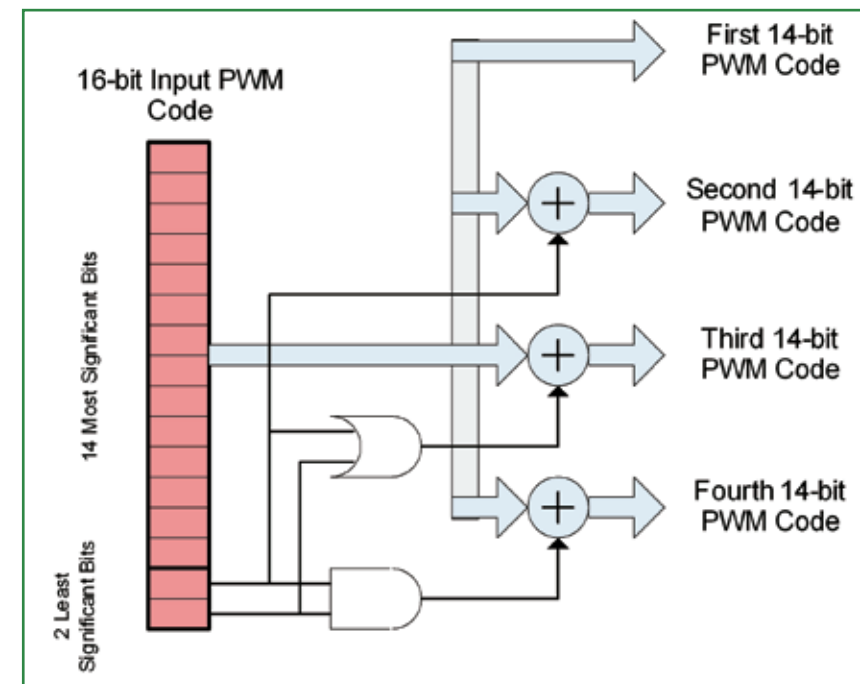 16-bit Input PWM
Code
14 Most Significant Bits
2 Least
Significant Bits
First 14-bit
PWM Code
Second 14-bit
PWM Code
Third 14-bit
PWM Code
Fourth 14-bit
PWM Code